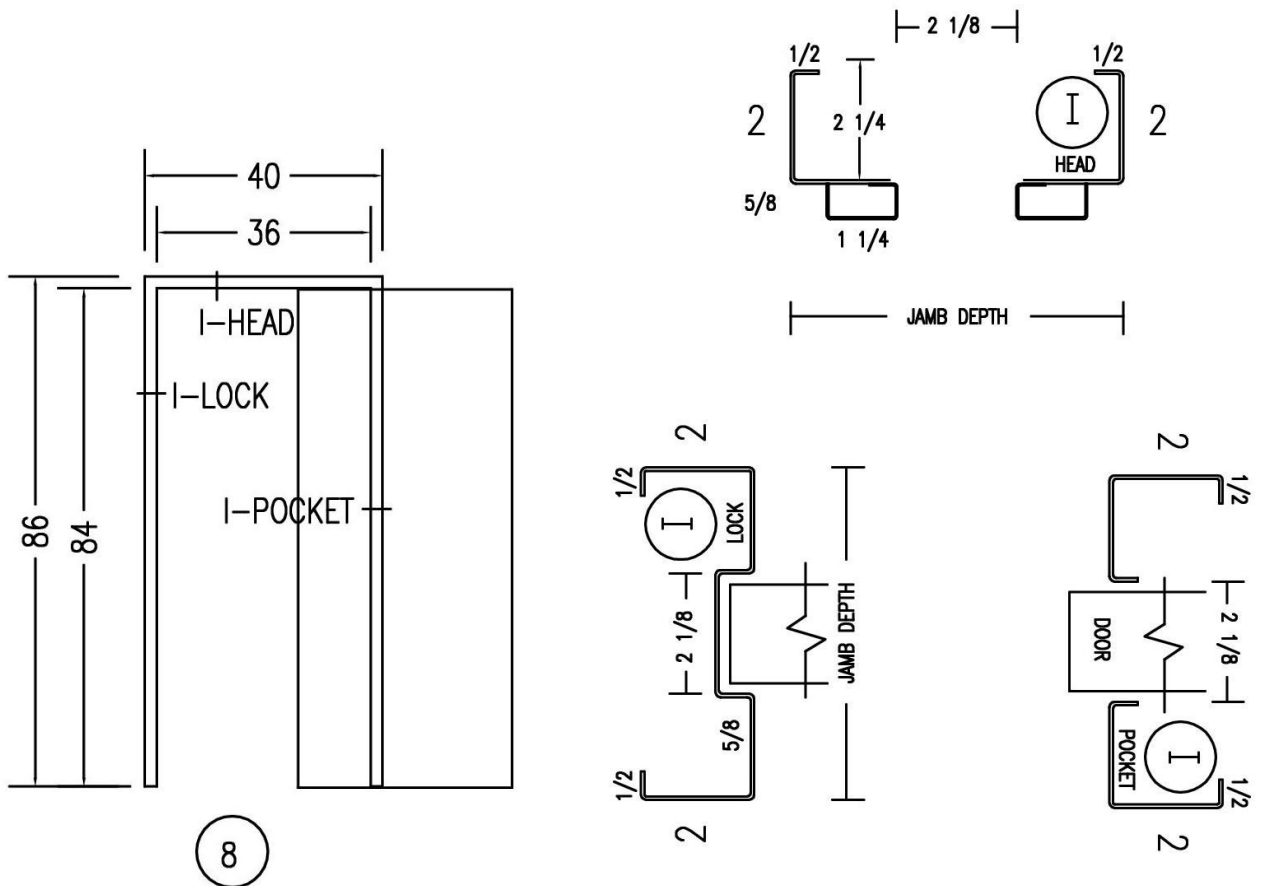 40
36
I-HEAD
I-LOCK
I-POCKET
86
84
8
2 1/8
1/2
1/2
2
2 1/4
I
2
HEAD
5/8
1 1/4
JAMB DEPTH
2
1/2
I
LOCK
2 1/8
JAMB DEPTH
5/8
1/2
2
2
1/2
DOOR
2 1/8
POCKET
I
1/2
2